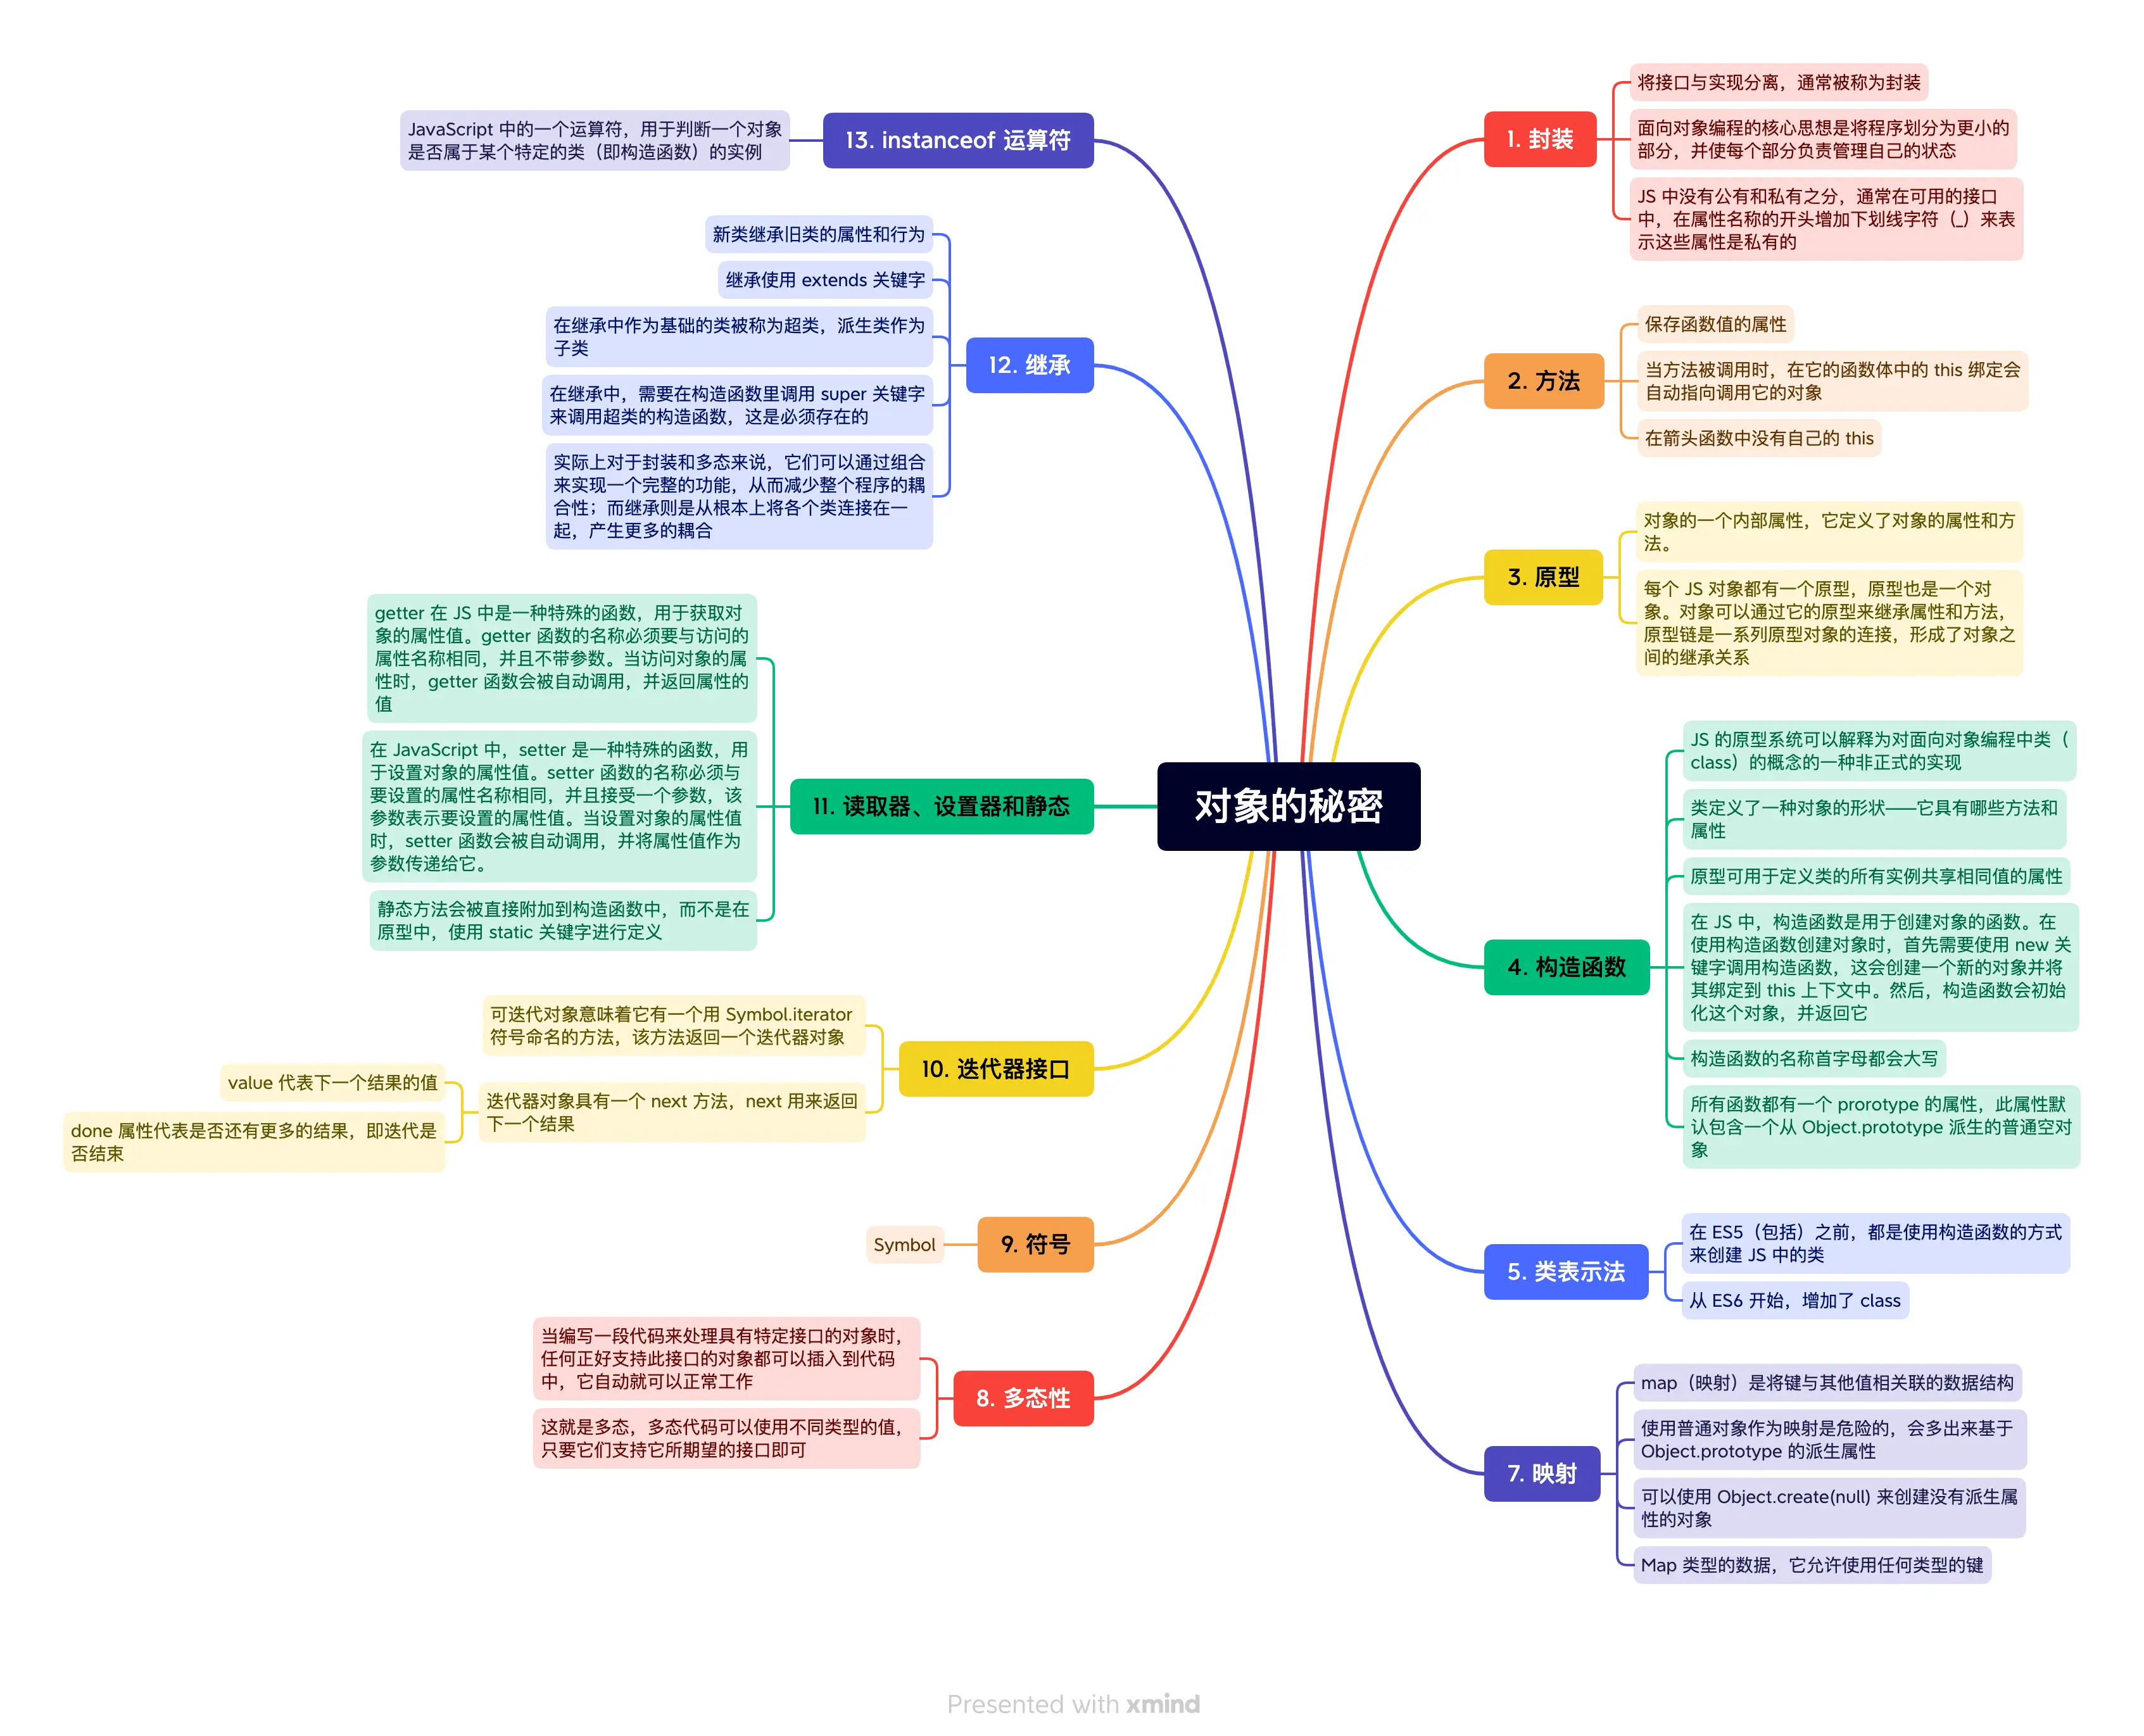 对象的秘密
1. 封装
将接口与实现分离，通常被称为封装
面向对象编程的核心思想是将程序划分为更小的
部分，并使每个部分负责管理自己的状态
JS 中没有公有和私有之分，通常在可用的接口
中，在属性名称的开头增加下划线字符（_）来表
示这些属性是私有的
2. 方法
保存函数值的属性
当方法被调用时，在它的函数体中的 this 绑定会
自动指向调用它的对象
在箭头函数中没有自己的 this
3. 原型
对象的一个内部属性，它定义了对象的属性和方
法。
每个 JS 对象都有一个原型，原型也是一个对
象。对象可以通过它的原型来继承属性和方法，
原型链是一系列原型对象的连接，形成了对象之
间的继承关系
4. 构造函数
JS 的原型系统可以解释为对面向对象编程中类（
class）的概念的一种非正式的实现
类定义了一种对象的形状——它具有哪些方法和
属性
原型可用于定义类的所有实例共享相同值的属性
在 JS 中，构造函数是用于创建对象的函数。在
使用构造函数创建对象时，首先需要使用 new 关
键字调用构造函数，这会创建一个新的对象并将
其绑定到 this 上下文中。然后，构造函数会初始
化这个对象，并返回它
构造函数的名称首字母都会大写
所有函数都有一个 prorotype 的属性，此属性默
认包含一个从 Object.prototype 派生的普通空对
象
5. 类表示法
在 ES5（包括）之前，都是使用构造函数的方式
来创建 JS 中的类
从 ES6 开始，增加了 class
7. 映射
map（映射）是将键与其他值相关联的数据结构
使用普通对象作为映射是危险的，会多出来基于
Object.prototype 的派生属性
可以使用 Object.create(null) 来创建没有派生属
性的对象
Map 类型的数据，它允许使用任何类型的键
8. 多态性
当编写一段代码来处理具有特定接口的对象时，
任何正好支持此接口的对象都可以插入到代码
中，它自动就可以正常工作
这就是多态，多态代码可以使用不同类型的值，
只要它们支持它所期望的接口即可
9. 符号
Symbol
10. 迭代器接口
可迭代对象意味着它有一个用 Symbol.iterator
符号命名的方法，该方法返回一个迭代器对象
迭代器对象具有一个 next 方法，next 用来返回
下一个结果
value 代表下一个结果的值
done 属性代表是否还有更多的结果，即迭代是
否结束
11. 读取器、设置器和静态
getter 在 JS 中是一种特殊的函数，用于获取对
象的属性值。getter 函数的名称必须要与访问的
属性名称相同，并且不带参数。当访问对象的属
性时，getter 函数会被自动调用，并返回属性的
值
在 JavaScript 中，setter 是一种特殊的函数，用
于设置对象的属性值。setter 函数的名称必须与
要设置的属性名称相同，并且接受一个参数，该
参数表示要设置的属性值。当设置对象的属性值
时，setter 函数会被自动调用，并将属性值作为
参数传递给它。
静态方法会被直接附加到构造函数中，而不是在
原型中，使用 static 关键字进行定义
12. 继承
新类继承旧类的属性和行为
继承使用 extends 关键字
在继承中作为基础的类被称为超类，派生类作为
子类
在继承中，需要在构造函数里调用 super 关键字
来调用超类的构造函数，这是必须存在的
实际上对于封装和多态来说，它们可以通过组合
来实现一个完整的功能，从而减少整个程序的耦
合性；而继承则是从根本上将各个类连接在一
起，产生更多的耦合
13. instanceof 运算符
JavaScript 中的一个运算符，用于判断一个对象
是否属于某个特定的类（即构造函数）的实例
Presented with xmind